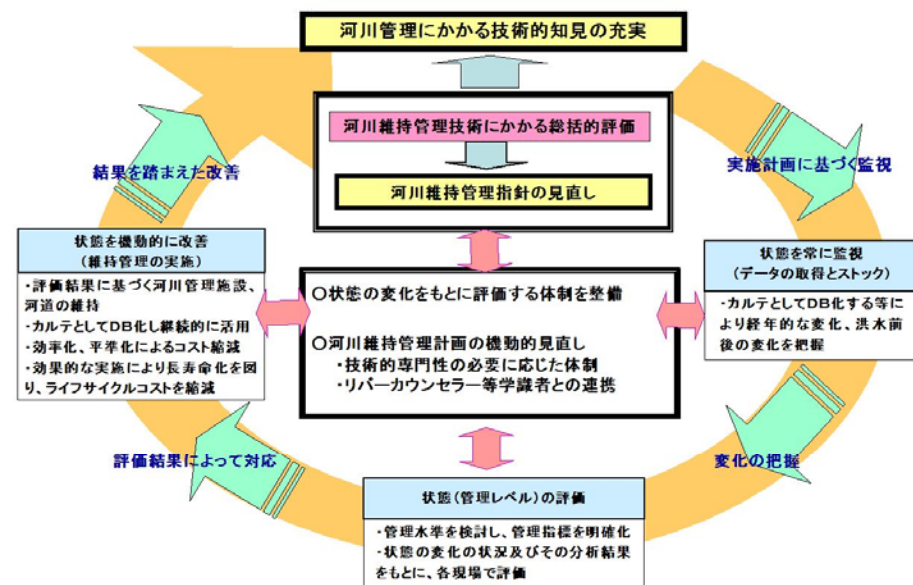 河川管理にかかる技術的知見の充実
河川維持管理技術にかかる総括的評価
河川維持管理指針の見直し
結果を踏まえた改善
実施計画に基づく監視
状態を機動的に改善
(維持管理の実施)
・評価結果に基づく河川管理施設、
河道の維持
・カルテとしてDB化し継続的に活用
・効率化、平準化によるコスト縮減
・効果的な実施により長寿命化を図
り、ライフサイクルコストを縮減
○状態の変化をもとに評価する体制を整備
○河川維持管理計画の機動的見直し
・技術的専門性の必要に応じた体制
・リバーカウンセラー等学識者との連携
状態を常に監視
(データの取得とストック)
・カルテとしてDB化する等に
より経年的な変化、洪水前
後の変化を把握
評価結果によって対応
変化の把握
状態(管理レベル)の評価
・管理水準を検討し、管理指標を明確化
・状態の変化の状況及びその分析結果
をもとに、各現場で評価